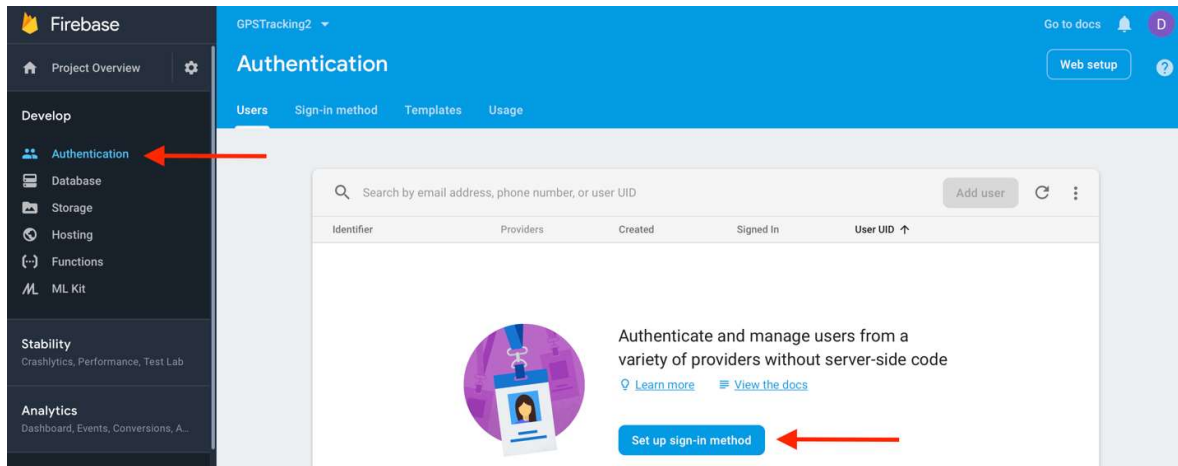 Firebase
Project Overview
Develop
Authentication
Database
Storage
Hosting
Functions
ML Kit
Stability
Crashlytics, Performance, Test Lab
Analytics
Dashboard, Events, Conversions, A...
GPSTracking2
Go to docs
D
Authentication
Web setup
?
Users Sign-in method Templates Usage
Search by email address, phone number, or user UID
Add user
Identifier Providers Created Signed In User UID ↑
Authenticate and manage users from a
variety of providers without server-side code
Learn more View the docs
Set up sign-in method